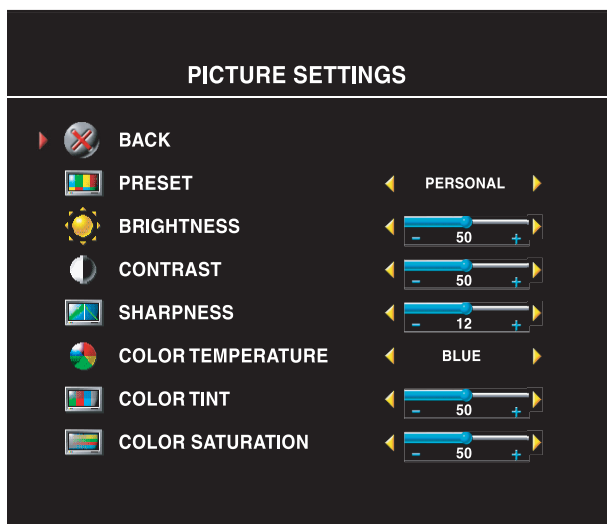 PICTURE SETTINGS
BACK
PRESET PERSONAL
BRIGHTNESS
- 50 +
CONTRAST
- 50 +
SHARPNESS
- 12 +
COLOR TEMPERATURE BLUE
COLOR TINT
- 50 +
COLOR SATURATION
- 50 +